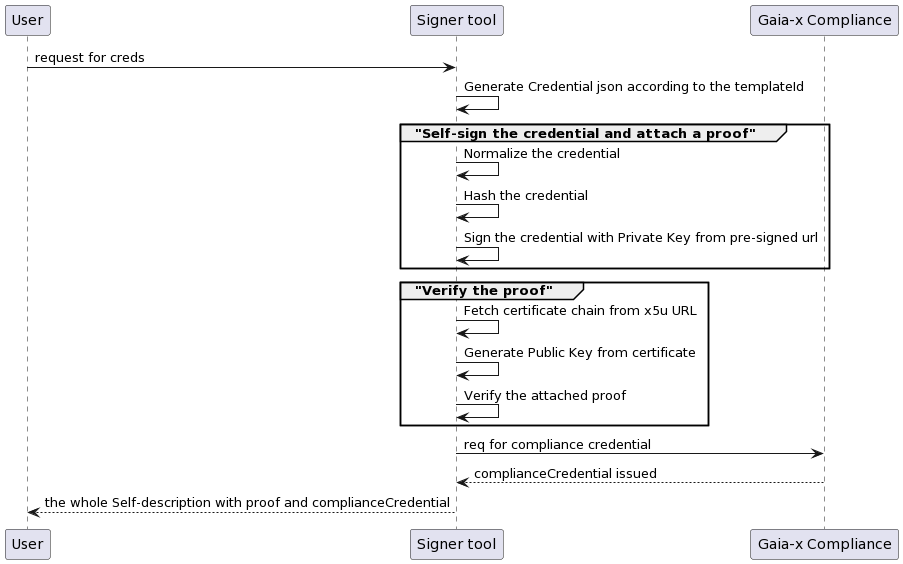 User
Signer tool
Gaia-x Compliance
request for creds
Generate Credential json according to the templateId
"Self-sign the credential and attach a proof"
Normalize the credential
Hash the credential
Sign the credential with Private Key from pre-signed url
"Verify the proof"
Fetch certificate chain from x5u URL
Generate Public Key from certificate
Verify the attached proof
req for compliance credential
complianceCredential issued
the whole Self-description with proof and complianceCredential
User
Signer tool
Gaia-x Compliance